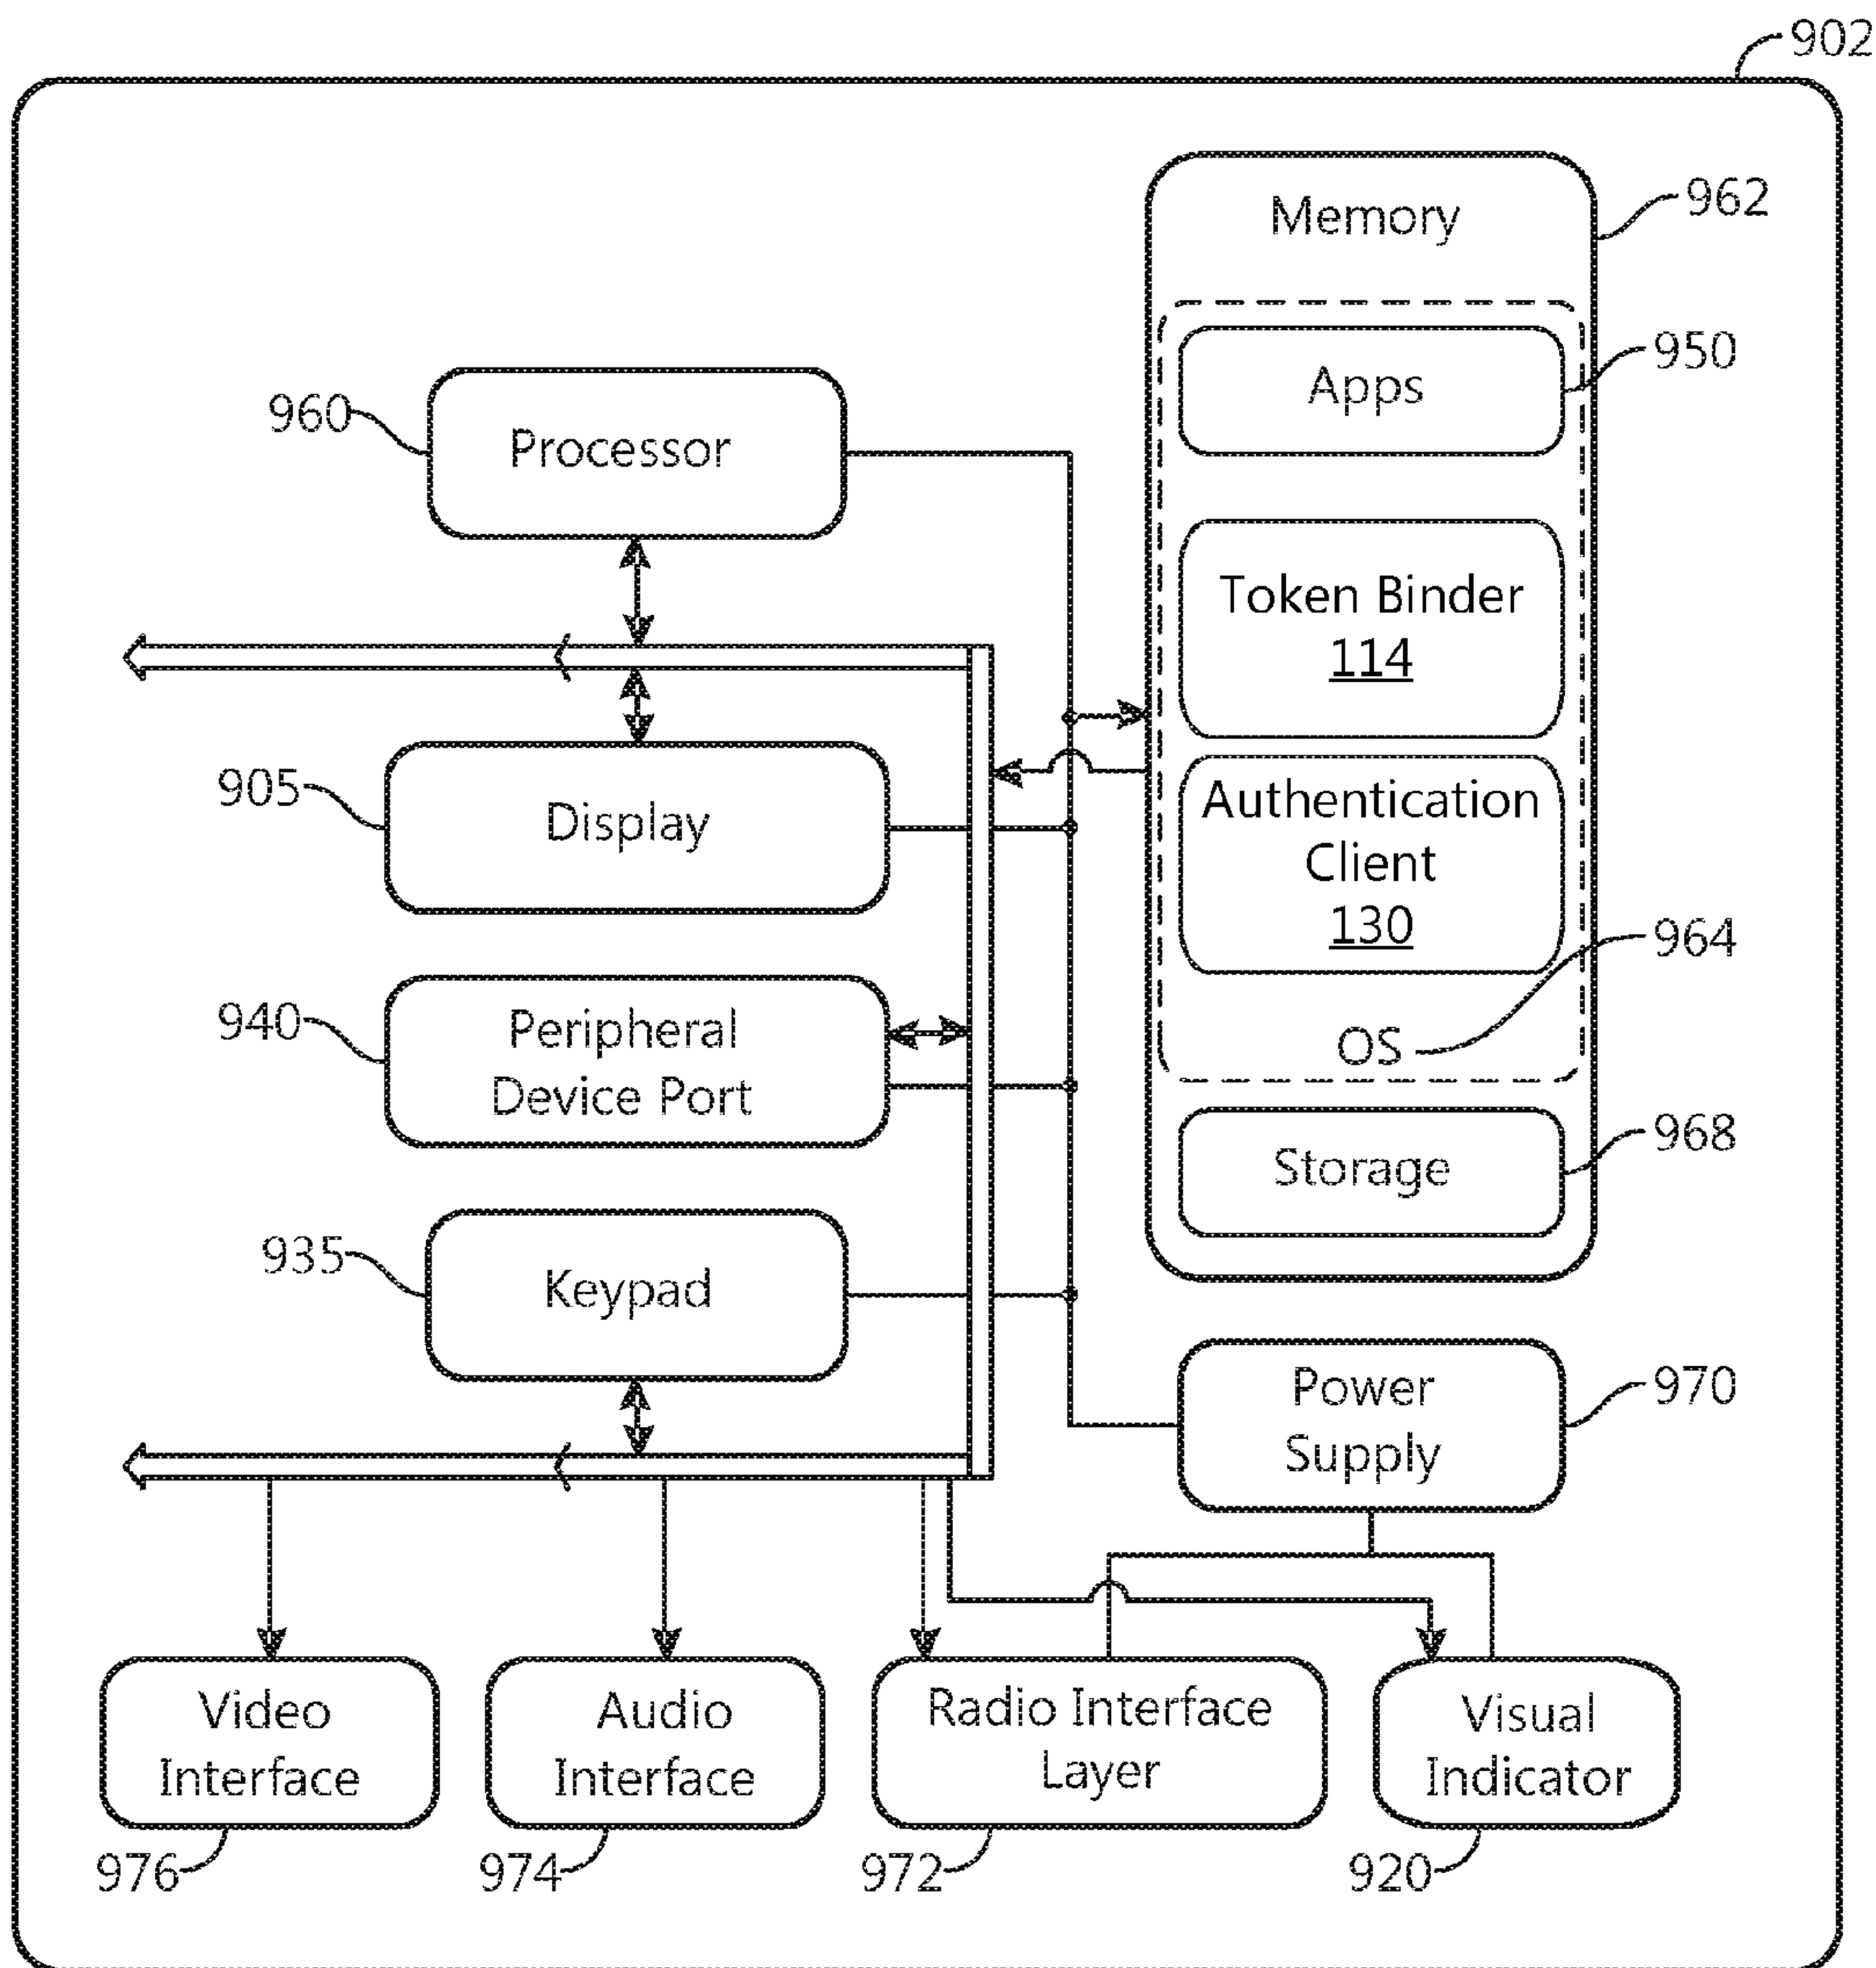 902
Memory
962
Apps
950
960
Processor
Token Binder
114
905
Display
Authentication
Client
130
964
940
Peripheral
Device Port
OS
Storage
968
935
Keypad
Power
Supply
970
Video
Interface
Audio
Interface
Radio Interface
Layer
Visual
Indicator
976
974
972
920